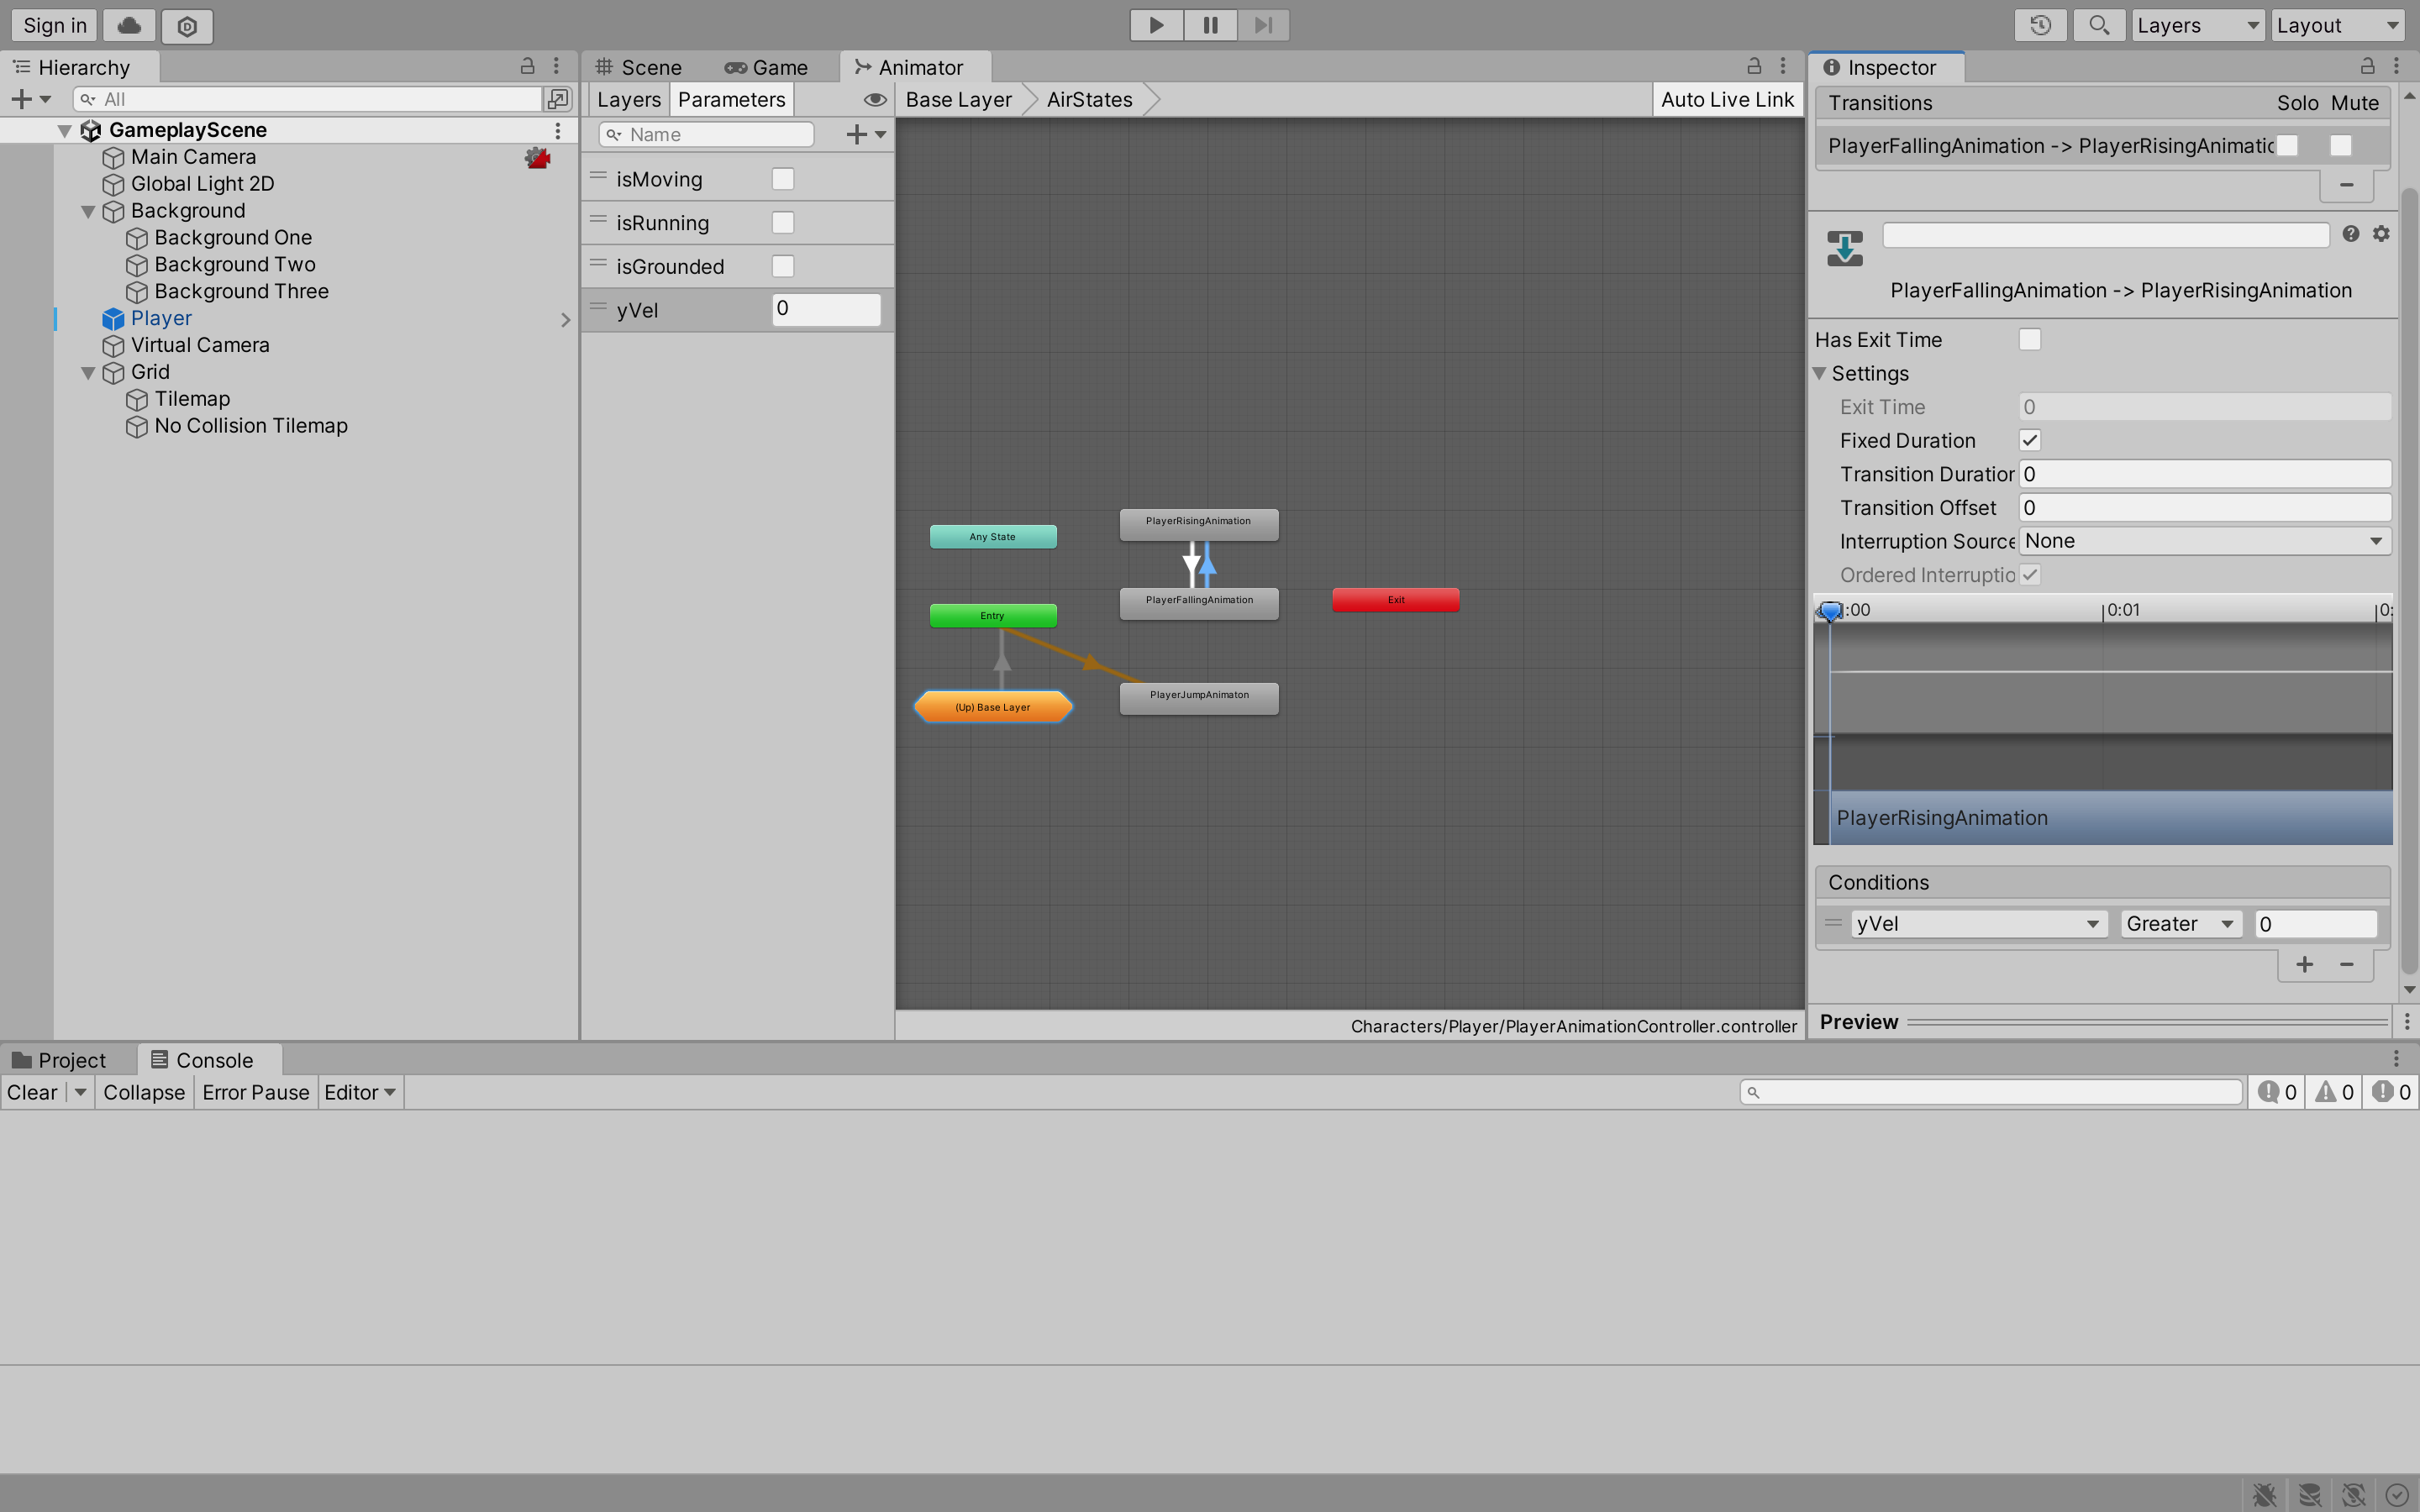 Sign in
Layers
Layout
Hierarchy
All
GameplayScene
Main Camera
Global Light 2D
Background
Background One
Background Two
Background Three
Player
Virtual Camera
Grid
Tilemap
No Collision Tilemap
Scene
Game
Animator
Layers
Parameters
Name
isMoving
isRunning
isGrounded
yVel
0
Base Layer
AirStates
Auto Live Link
Any State
PlayerRisingAnimation
PlayerFallingAnimation
Exit
Entry
(Up) Base Layer
PlayerJumpAnimaton
Characters/Player/PlayerAnimationController.controller
Inspector
Transitions Solo Mute
PlayerFallingAnimation -> PlayerRisingAnimatic
PlayerFallingAnimation -> PlayerRisingAnimation
Has Exit Time
Settings
Exit Time 0
Fixed Duration
Transition Duration 0
Transition Offset 0
Interruption Source None
Ordered Interruptio
:00 0:01 0:
PlayerRisingAnimation
Conditions
yVel Greater 0
Preview
Project
Console
Clear Collapse Error Pause Editor
0 0 0